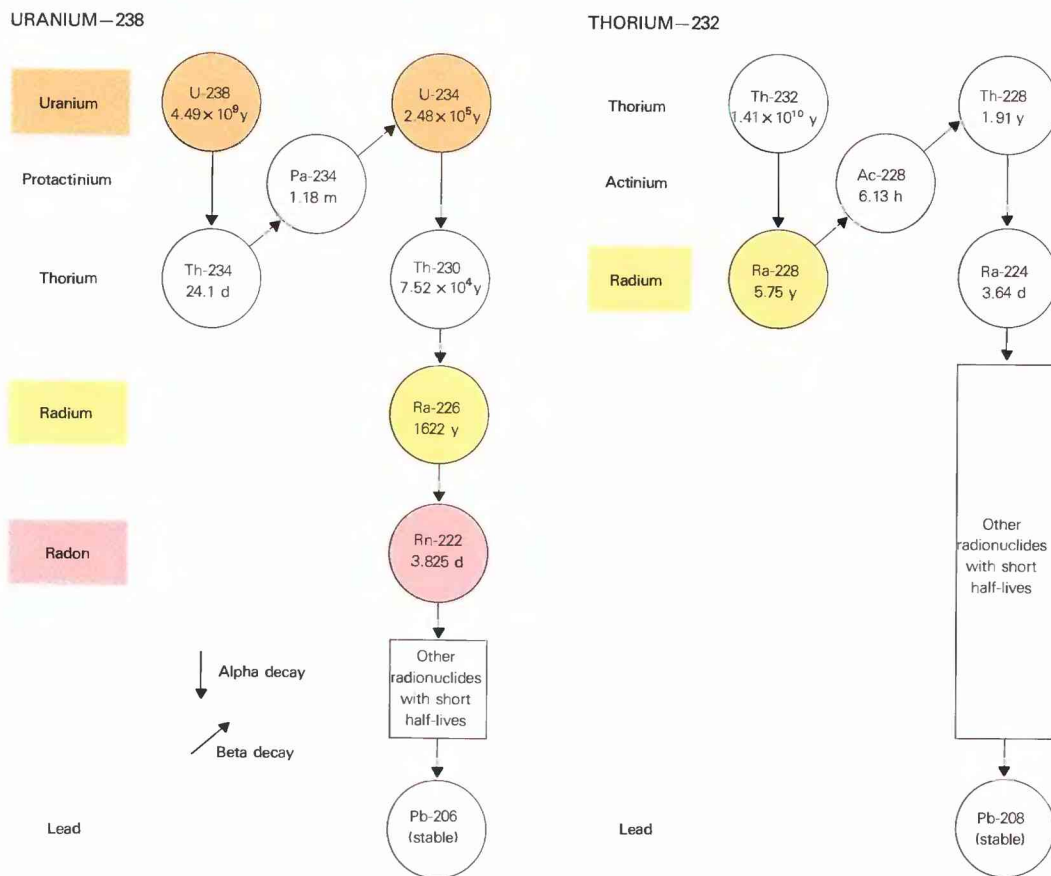 URANIUM—238
Uranium
U-238
4.49 × 10⁹ y
U-234
2.48 × 10⁵ y
Protactinium
Pa-234
1.18 m
Thorium
Th-234
24.1 d
Th-230
7.52 × 10⁴ y
Radium
Ra-226
1622 y
Radon
Rn-222
3.825 d
Alpha decay
Beta decay
Other
radionuclides
with short
half-lives
Lead
Pb-206
(stable)
THORIUM—232
Thorium
Th-232
1.41 × 10¹⁰ y
Th-228
1.91 y
Actinium
Ac-228
6.13 h
Radium
Ra-228
5.75 y
Ra-224
3.64 d
Other
radionuclides
with short
half-lives
Lead
Pb-208
(stable)